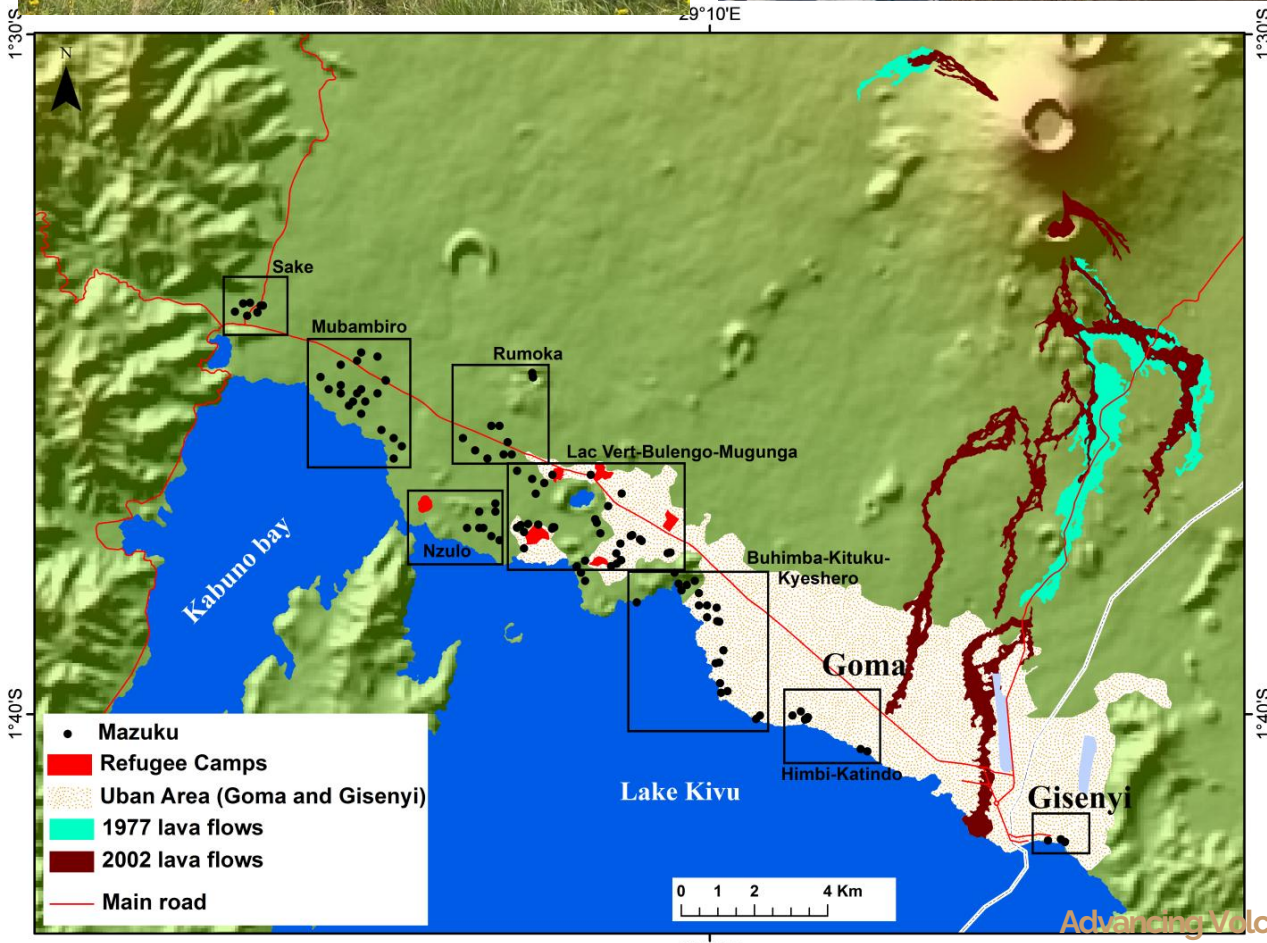 29°10'E
1°30'S
1°30'S
N
Sake
Mubambiro
Rumoka
Lac Vert-Bulengo-Mugunga
Nzulo
Buhimba-Kituku-
Kyeshero
Kabuno bay
Goma
1°40'S
1°40'S
Mazuku
Refugee Camps
Uban Area (Goma and Gisenyi)
1977 lava flows
2002 lava flows
Main road
Himbi-Katindo
Lake Kivu
Gisenyi
0 1 2 4 Km